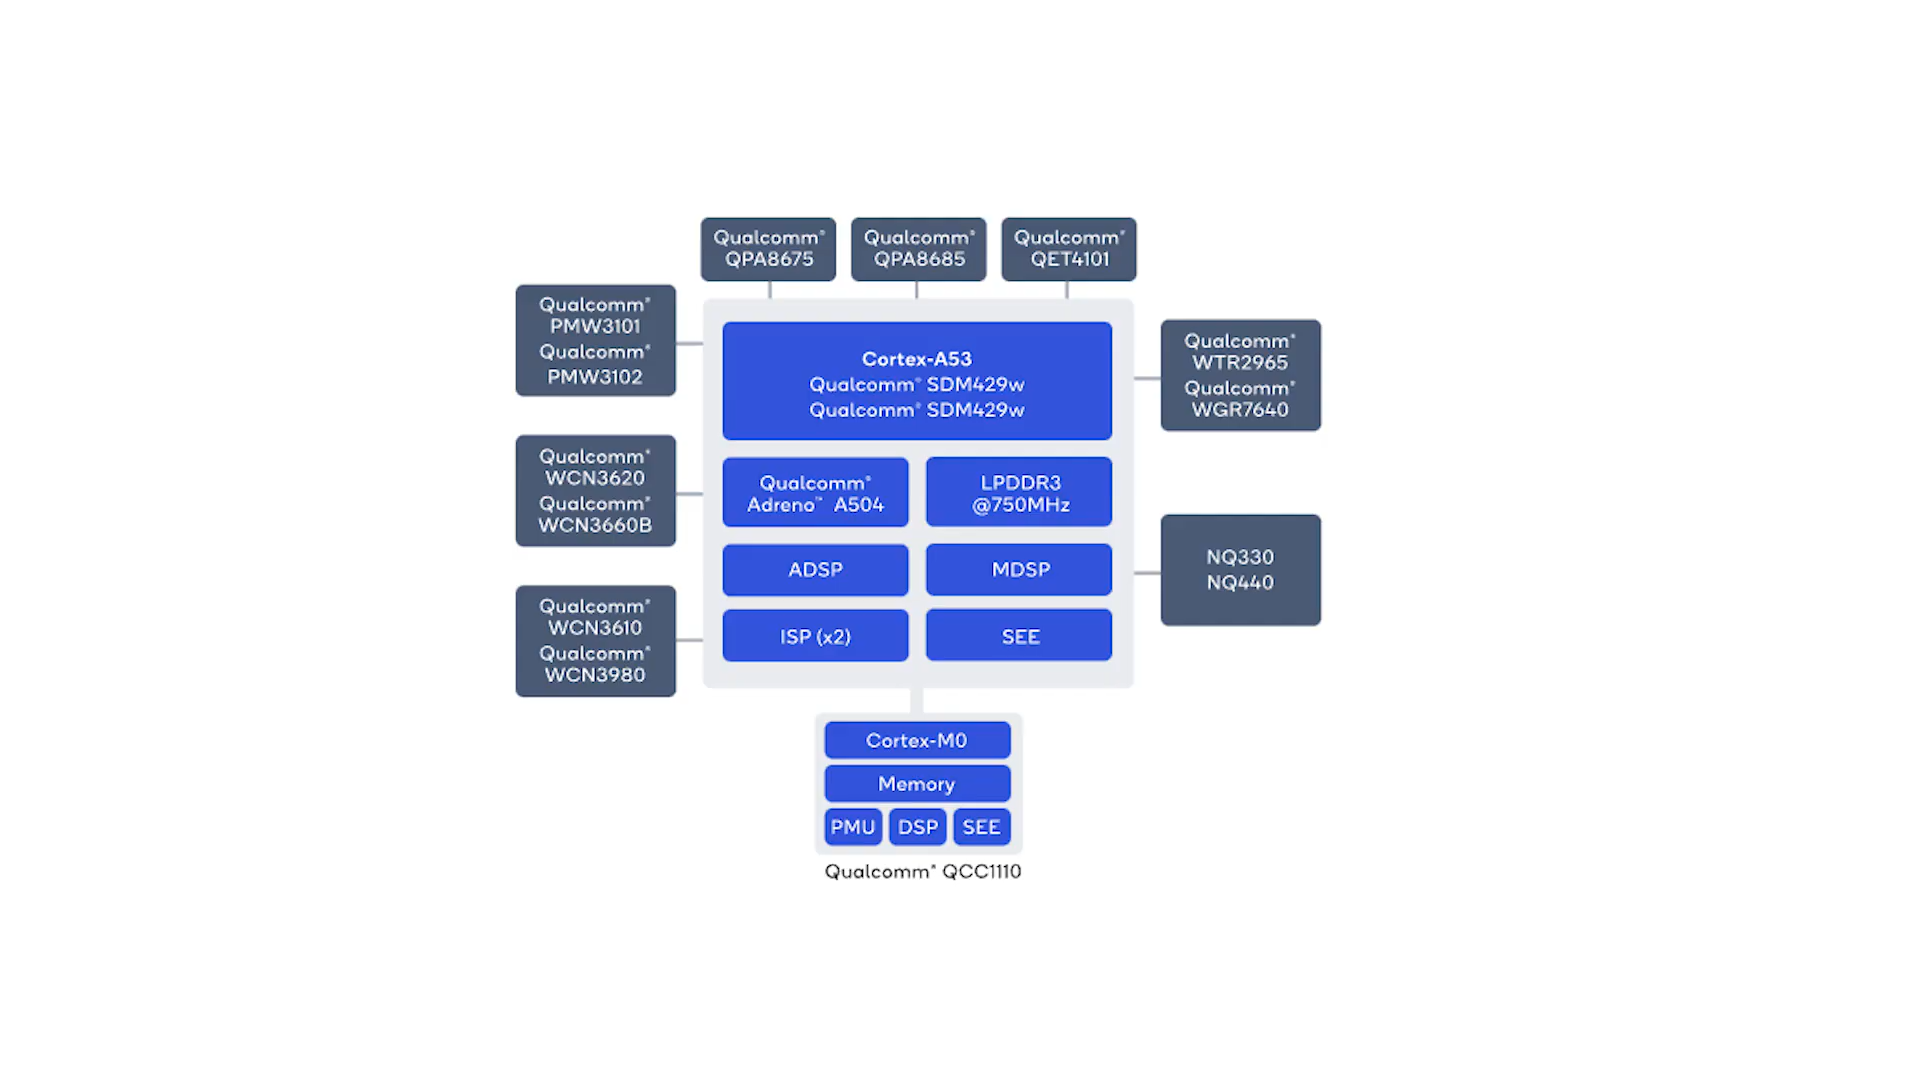 Qualcomm®
QPA8675
Qualcomm®
QPA8685
Qualcomm®
QET4101
Qualcomm®
PMW3101
Qualcomm®
PMW3102
Qualcomm®
WCN3620
Qualcomm®
WCN3660B
Qualcomm®
WCN3610
Qualcomm®
WCN3980
Cortex-A53
Qualcomm® SDM429w
Qualcomm® SDM429w
Qualcomm®
Adreno™ A504
LPDDR3
@750MHz
ADSP
MDSP
ISP (x2)
SEE
Qualcomm®
WTR2965
Qualcomm®
WGR7640
NQ330
NQ440
Cortex-M0
Memory
PMU
DSP
SEE
Qualcomm® QCC1110